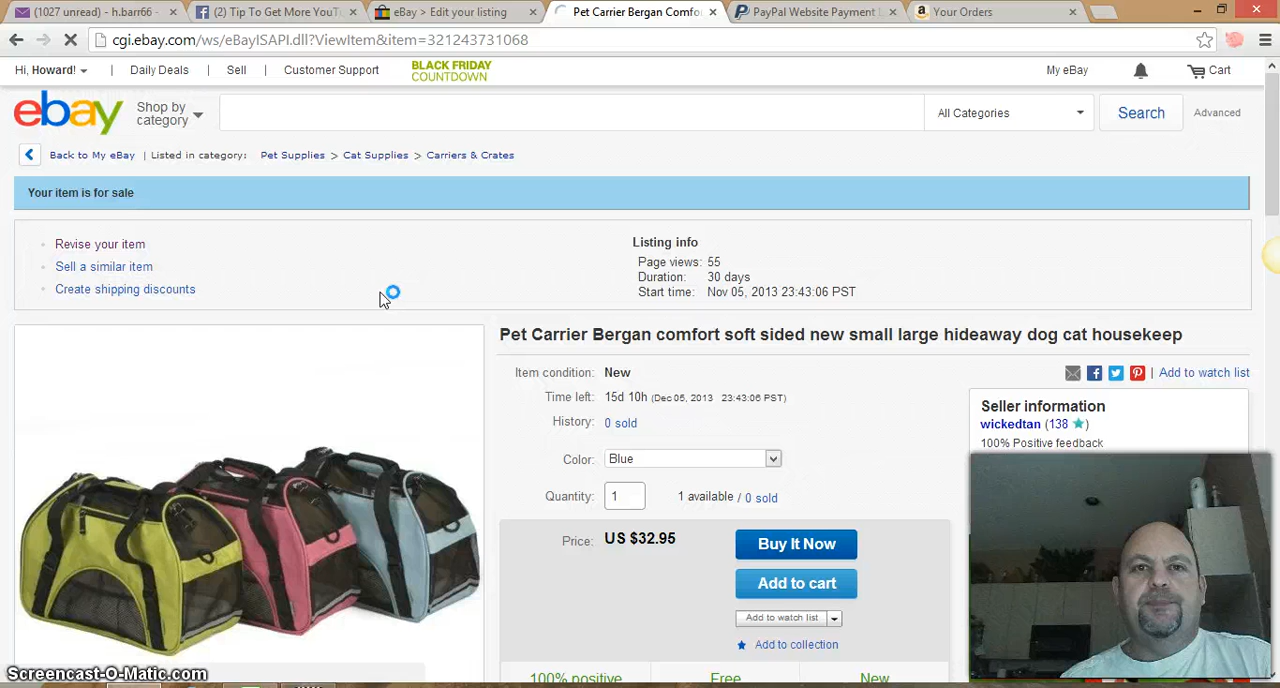 (1027 unread) - h.barr66
(2) Tip To Get More You
eBay > Edit your listing
Pet Carrier Bergan Comfo
PayPal Website Payment
Your Orders
cgi.ebay.com/ws/eBayISAPI.dll?ViewItem&item=321243731068
Hi, Howard!
Daily Deals
Sell
Customer Support
BLACK FRIDAY
COUNTDOWN
My eBay
Cart
ebay
Shop by
category
All Categories
Search
Advanced
Back to My eBay | Listed in category: Pet Supplies > Cat Supplies > Carriers & Crates
Your item is for sale
Revise your item
Sell a similar item
Create shipping discounts
Listing info
Page views: 55
Duration: 30 days
Start time: Nov 05, 2013 23:43:06 PST
Pet Carrier Bergan comfort soft sided new small large hideaway dog cat housekeep
Item condition: New
| Add to watch list
Time left: 15d 10h (Dec 05, 2013 23:43:06 PST)
History: 0 sold
Seller information
wickedtan (138)
100% Positive feedback
Color: Blue
Quantity: 1
1 available / 0 sold
Price: US $32.95
Buy It Now
Add to cart
Add to watch list
Add to collection
100% positive
Free
New
Screencast-O-Matic.com